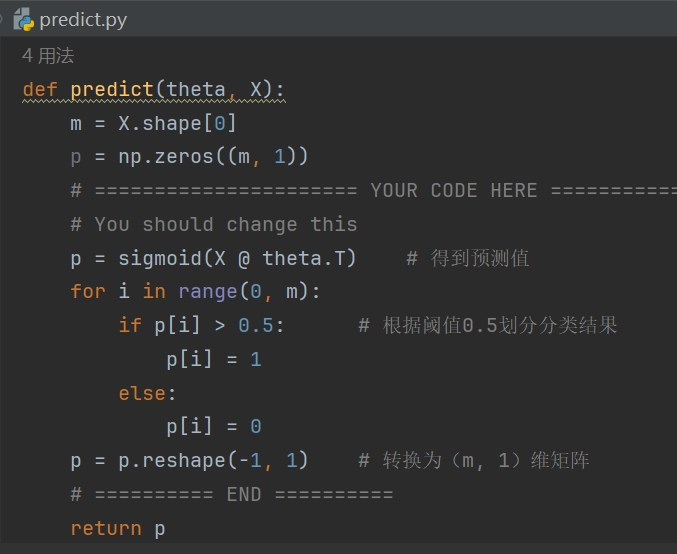 predict.py
4 用法
def predict(theta, X):
    m = X.shape[0]
    p = np.zeros((m, 1))
    # ====================== YOUR CODE HERE ===========
    # You should change this
    p = sigmoid(X @ theta.T)    # 得到预测值
    for i in range(0, m):
        if p[i] > 0.5:      # 根据阈值0.5划分分类结果
            p[i] = 1
        else:
            p[i] = 0
    p = p.reshape(-1, 1)    # 转换为（m, 1）维矩阵
    # ========== END ==========
    return p